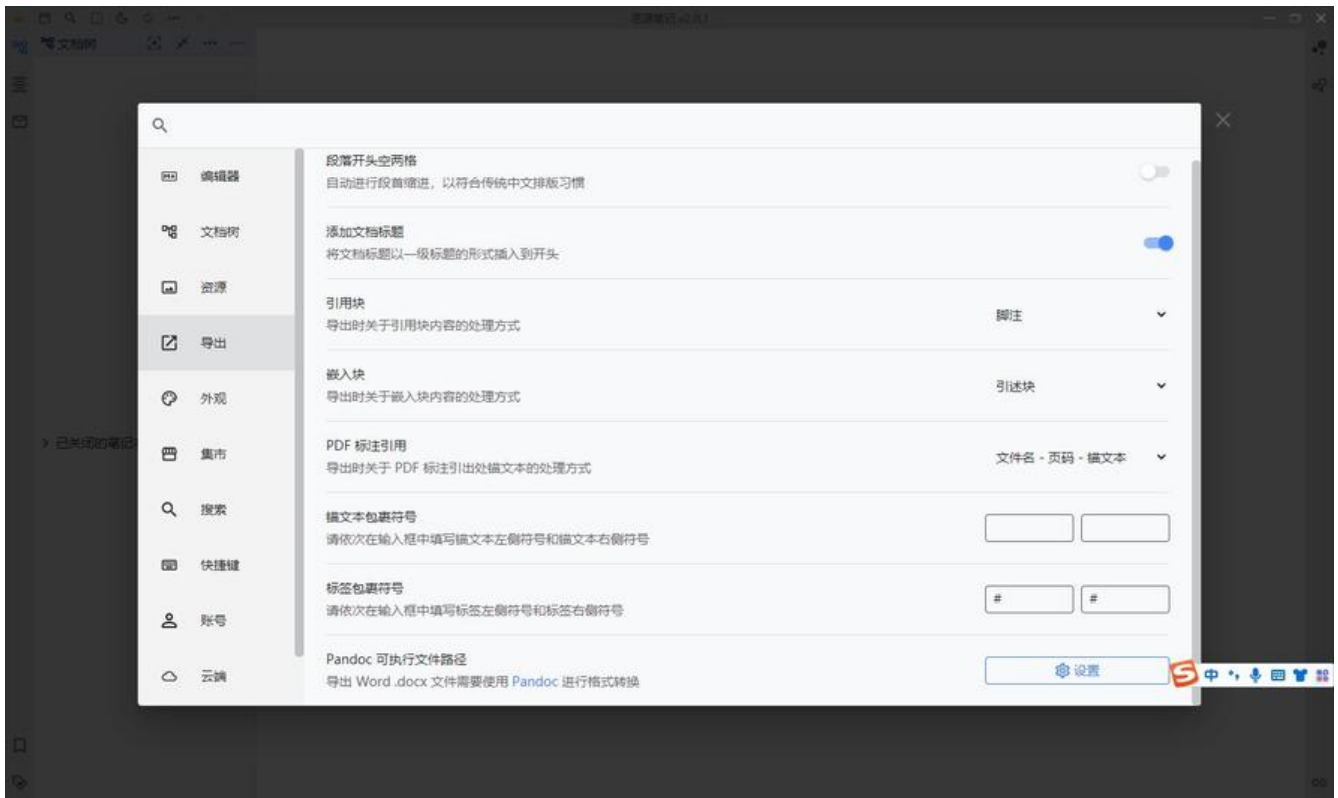 思源笔记 v2.8.1
文档树
已关闭的笔记
编辑器
文档树
资源
导出
外观
集市
搜索
快捷键
账号
云端
段落开头空两格
自动进行段首缩进，以符合传统中文排版习惯
添加文档标题
将文档标题以一级标题的形式插入到开头
引用块
导出时关于引用块内容的处理方式
脚注
嵌入块
导出时关于嵌入块内容的处理方式
引述块
PDF 标注引用
导出时关于 PDF 标注引出处锚文本的处理方式
文件名 - 页码 - 锚文本
锚文本包裹符号
请依次在输入框中填写锚文本左侧符号和锚文本右侧符号
标签包裹符号
请依次在输入框中填写标签左侧符号和标签右侧符号
# #
Pandoc 可执行文件路径
导出 Word .docx 文件需要使用 Pandoc 进行格式转换
设置
中